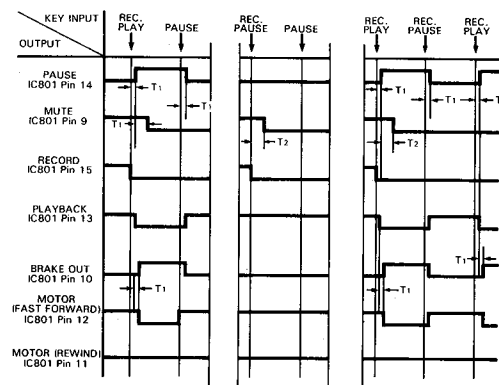 KEY INPUT
OUTPUT
REC.
PLAY
PAUSE
REC.
PAUSE
PAUSE
REC.
PLAY
REC.
PAUSE
REC.
PLAY
PAUSE
IC801 Pin 14
T1
T1
T1
T1
MUTE
IC801 Pin 9
T1
T2
T2
RECORD
IC801 Pin 15
PLAYBACK
IC801 Pin 13
T1
BRAKE OUT
IC801 Pin 10
T1
T1
MOTOR
(FAST FORWARD)
IC801 Pin 12
MOTOR (REWIND)
IC801 Pin 11